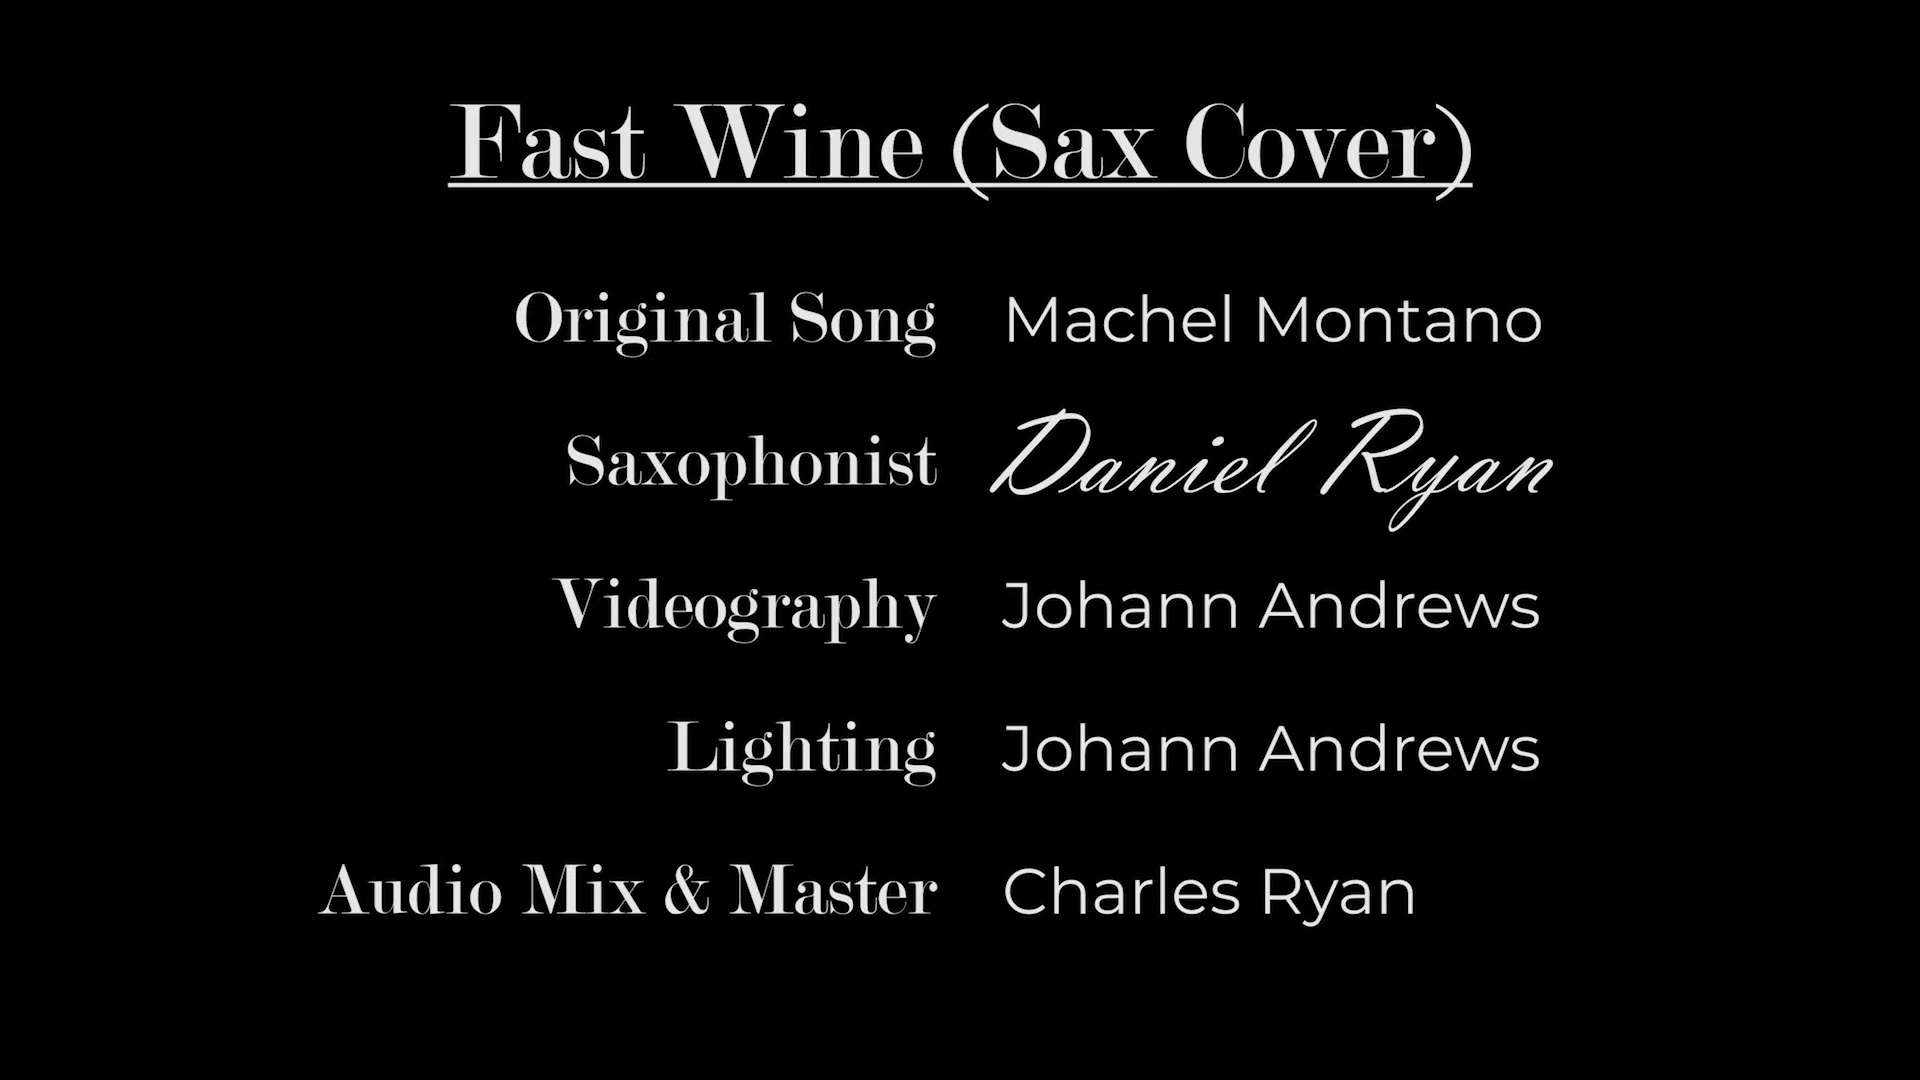 Fast Wine (Sax Cover)
Original Song Machel Montano
Saxophonist Daniel Ryan
Videography Johann Andrews
Lighting Johann Andrews
Audio Mix & Master Charles Ryan